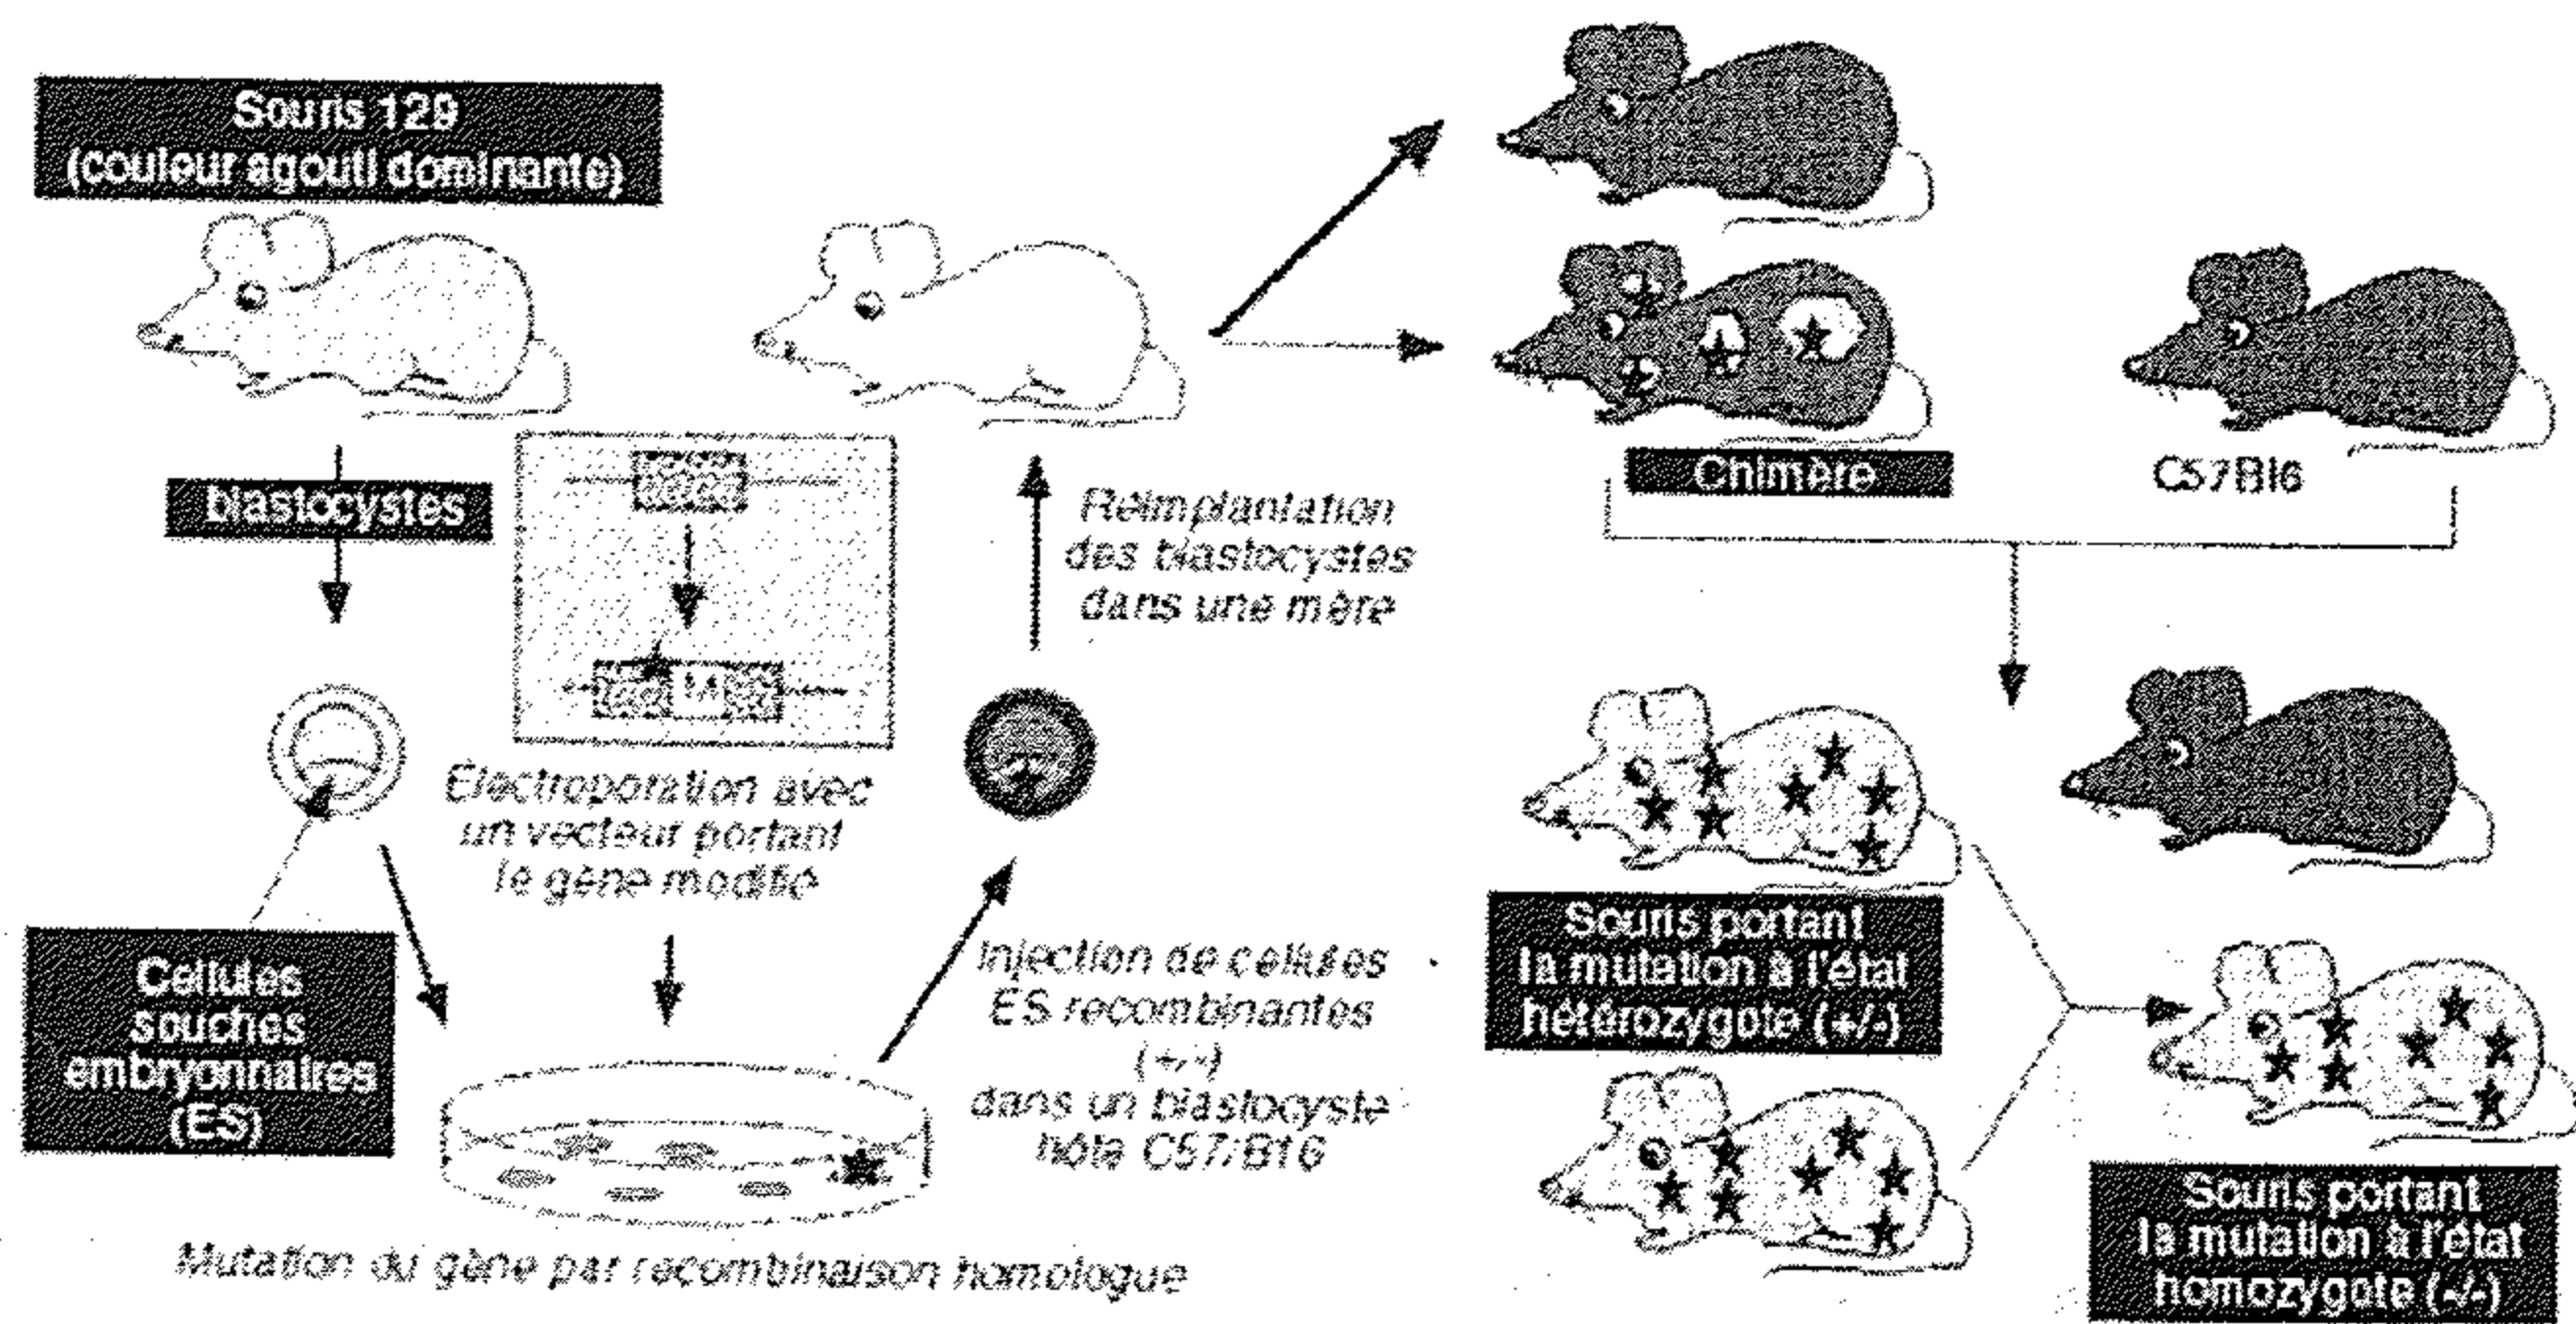 Souris 129
(couleur agouti dominante)
blastocystes
Electroporation avec
un vecteur portant
le gène modifié
Cellules
souches
embryonnaires
(ES)
Mutation du gène par recombinaison homologue
Injection de cellules
ES recombinantes
(+/-)
dans un blastocyste
hôte C57/B16
Réimplantation
des blastocystes
dans une mère
Chimère
C57Bl6
Souris portant
la mutation à l'état
hétérozygote (+/-)
Souris portant
la mutation à l'état
homozygote (-/-)